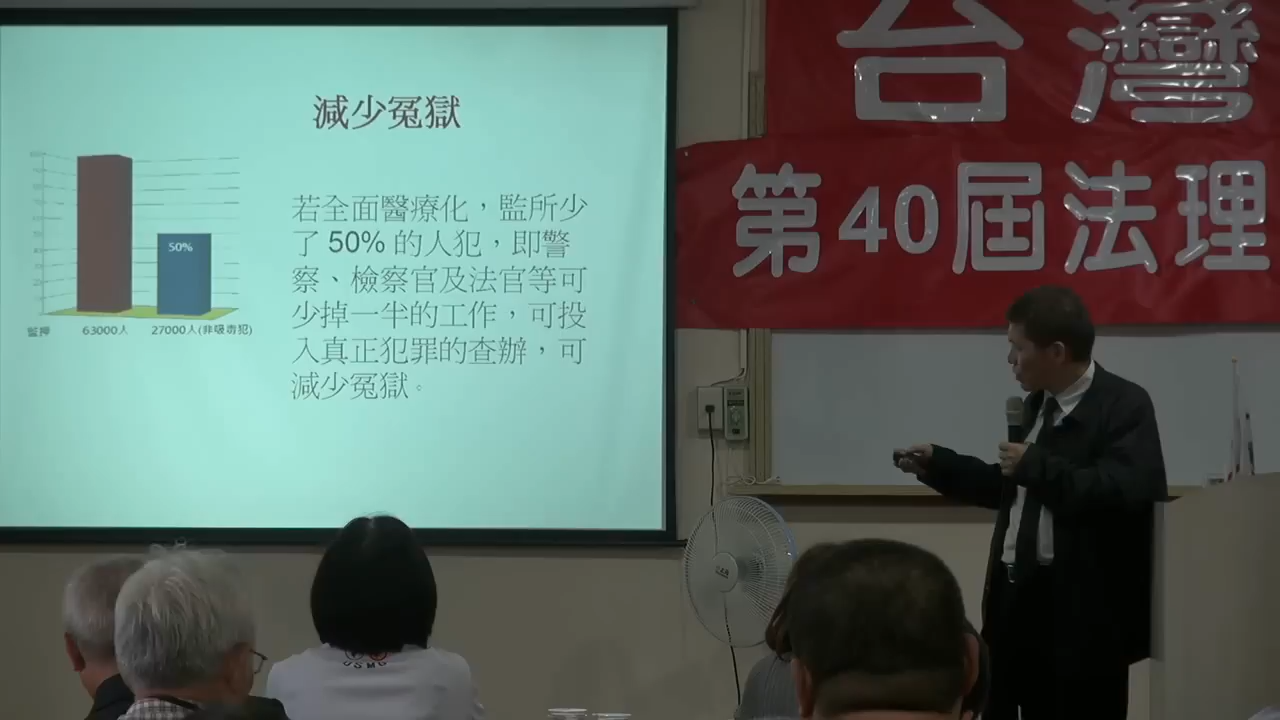 減少冤獄
50%
監押
63000人
27000人(非吸毒犯)
若全面醫療化，監所少
了 50% 的人犯，即警
察、檢察官及法官等可
少掉一半的工作，可投
入真正犯罪的查辦，可
減少冤獄。
台灣
第40屆法理
USMC